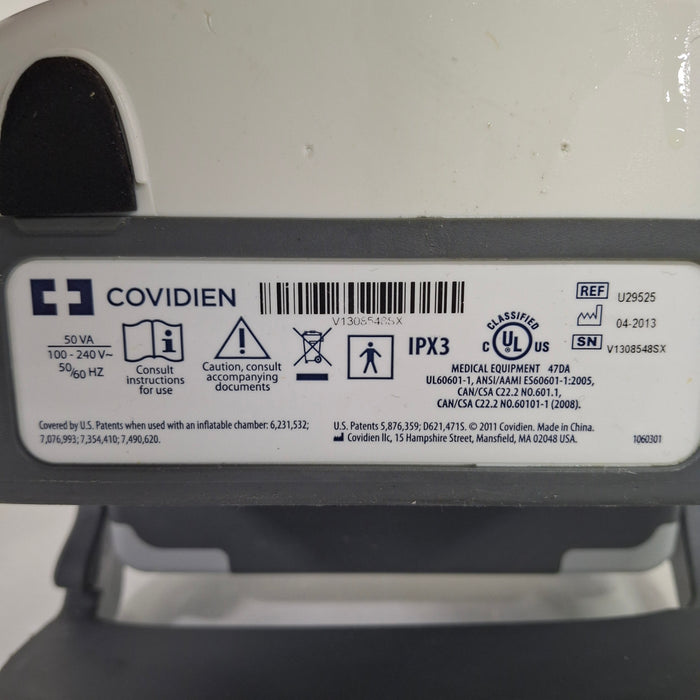 COVIDIEN
V1308548SX
REF U29525
04-2013
SN V1308548SX
50 VA
100 - 240 V~
50/60 HZ
Consult
instructions
for use
Caution, consult
accompanying
documents
IPX3
CLASSIFIED
C UL US
MEDICAL EQUIPMENT 47DA
UL60601-1, ANSI/AAMI ES60601-1:2005,
CAN/CSA C22.2 NO.601.1,
CAN/CSA C22.2 NO.60101-1 (2008).
Covered by U.S. Patents when used with an inflatable chamber: 6,231,532;
7,076,993; 7,354,410; 7,490,620.
U.S. Patents 5,876,359; D621,471S. © 2011 Covidien. Made in China.
Covidien llc, 15 Hampshire Street, Mansfield, MA 02048 USA.
1060301